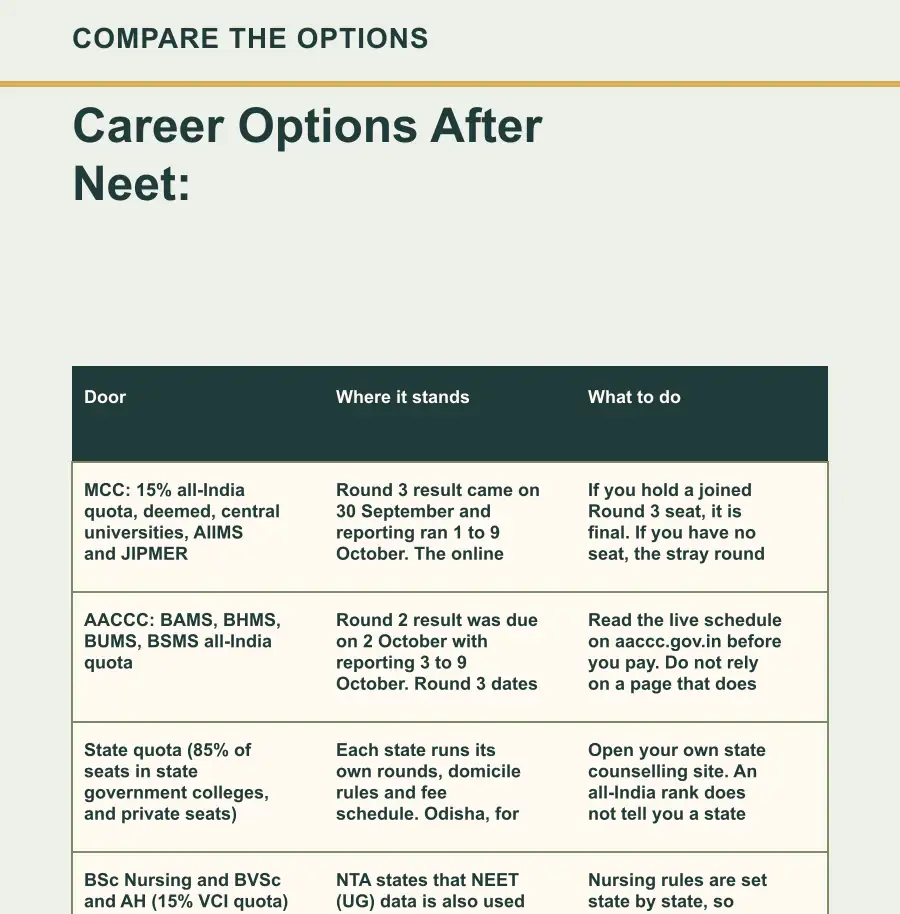 COMPARE THE OPTIONS
Career Options After
Neet:
Door
Where it stands
What to do
MCC: 15% all-India
quota, deemed, central
universities, AIIMS
and JIPMER
Round 3 result came on
30 September and
reporting ran 1 to 9
October. The online
If you hold a joined
Round 3 seat, it is
final. If you have no
seat, the stray round
AACCC: BAMS, BHMS,
BUMS, BSMS all-India
quota
Round 2 result was due
on 2 October with
reporting 3 to 9
October. Round 3 dates
Read the live schedule
on aaccc.gov.in before
you pay. Do not rely
on a page that does
State quota (85% of
seats in state
government colleges,
and private seats)
Each state runs its
own rounds, domicile
rules and fee
schedule. Odisha, for
Open your own state
counselling site. An
all-India rank does
not tell you a state
BSc Nursing and BVSc
and AH (15% VCI quota)
NTA states that NEET
(UG) data is also used
Nursing rules are set
state by state, so